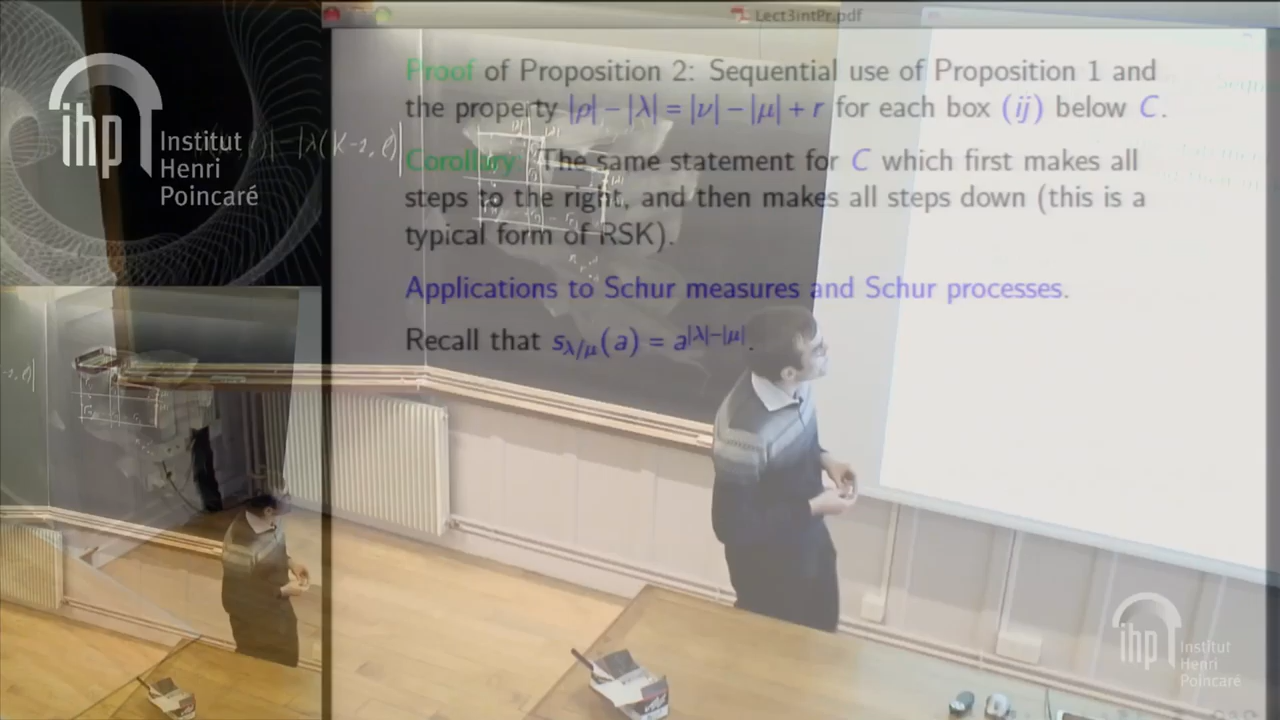 Lect3intPr.pdf
Proof of Proposition 2: Sequential use of Proposition 1 and
the property |ρ| − |λ| = |ν| − |μ| + r for each box (ij) below C.
Corollury: The same statement for C which first makes all
steps to the right, and then makes all steps down (this is a
typical form of RSK).
Applications to Schur measures and Schur processes.
Recall that s_{λ/μ}(a) = a^{|λ|−|μ|}.
ihp
Institut
Henri
Poincaré
− |λ(K-1, ℓ)|
-1, ℓ)|
ihp
Institut
Henri
Poincaré